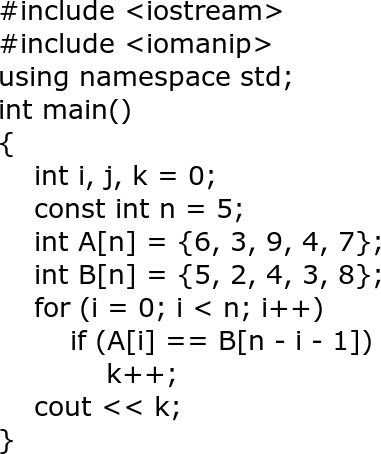 #include <iostream>
#include <iomanip>
using namespace std;
int main()
{
    int i, j, k = 0;
    const int n = 5;
    int A[n] = {6, 3, 9, 4, 7};
    int B[n] = {5, 2, 4, 3, 8};
    for (i = 0; i < n; i++)
        if (A[i] == B[n - i - 1])
            k++;
    cout << k;
}